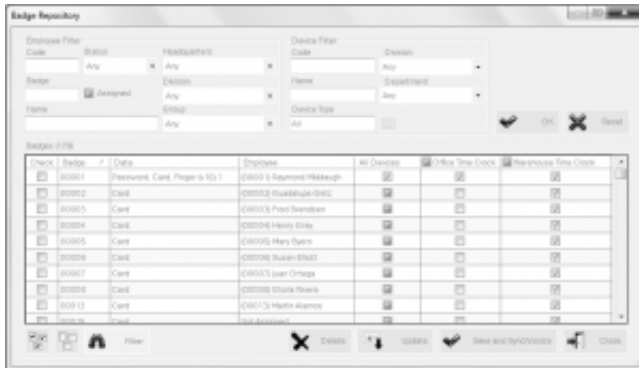 Badge Repository
Employee Filter
Device Filter
Code
Status
Headquarters
Code
Division
Any
Any
Any
Badge
Assigned
Division
Name
Department
Any
Any
Name
Group
Device Type
Any
All
OK
Reset
Badges (179)
Check Badge Data Employee All Devices Office Time Clock Warehouse Time Clock
00001 Password, Card, Finger (s 10) 1 (00001) Raymond Middaugh
00002 Card (00002) Guadalupe
00003 Card (00003) Fred Svendsen
00004 Card (00004) Henry Gray
00005 Card (00005) Mary Byers
00006 Card (00006) Susan Elliott
00007 Card (00007) Juan Ortega
00008 Card (00008) Gloria Rivera
00013 Card (00013) Martin Alamos
Card Not Assigned
Filter
Delete
Update
Save and Synchronize
Close